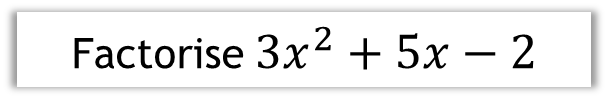 Factorise 3x² + 5x − 2